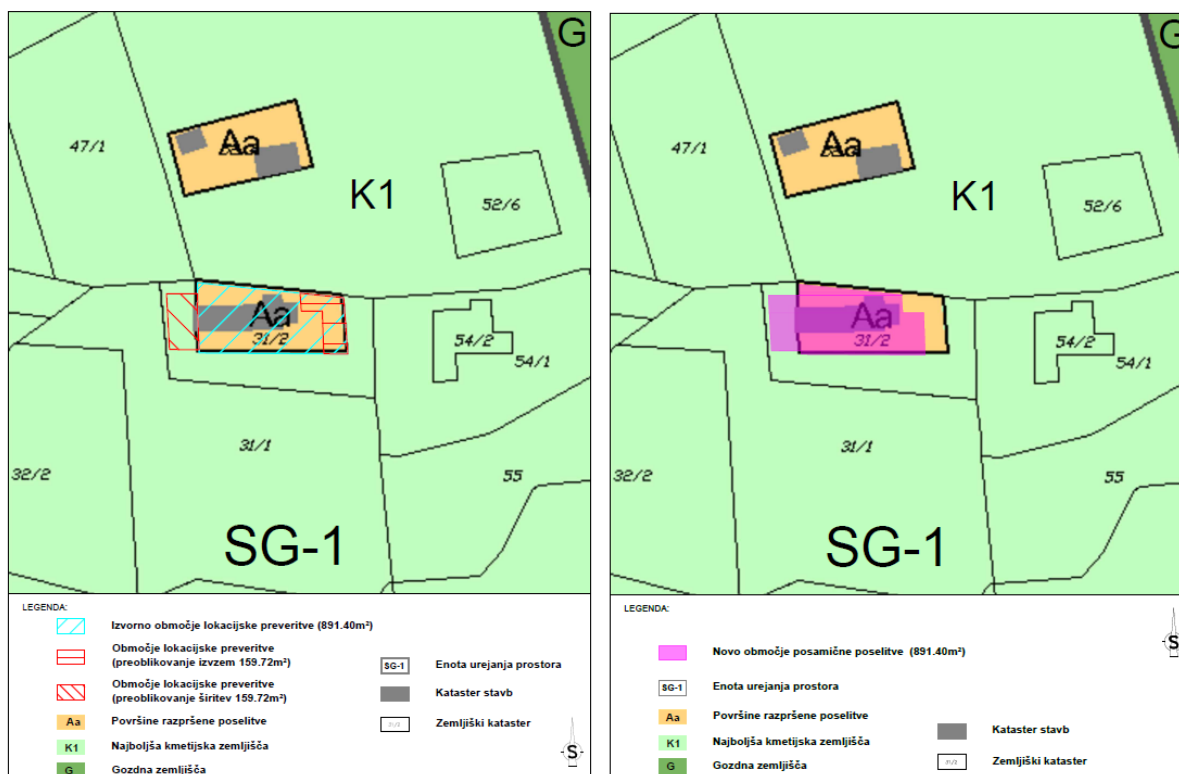 G
47/1
Aa
K1
52/6
Aa
31/2
54/2
54/1
31/1
32/2
55
SG-1
LEGENDA:
Izvorno območje lokacijske preveritve (891.40m²)
Območje lokacijske preveritve
(preoblikovanje izvzem 159.72m²)
Območje lokacijske preveritve
(preoblikovanje širitev 159.72m²)
Aa Površine razpršene poselitve
K1 Najboljša kmetijska zemljišča
G Gozdna zemljišča
SG-1 Enota urejanja prostora
Kataster stavb
Zemljiški kataster
S
G
47/1
Aa
K1
52/6
Aa
31/2
54/2
54/1
31/1
32/2
55
SG-1
LEGENDA:
Novo območje posamične poselitve (891.40m²)
SG-1 Enota urejanja prostora
Aa Površine razpršene poselitve
K1 Najboljša kmetijska zemljišča
G Gozdna zemljišča
Kataster stavb
Zemljiški kataster
S